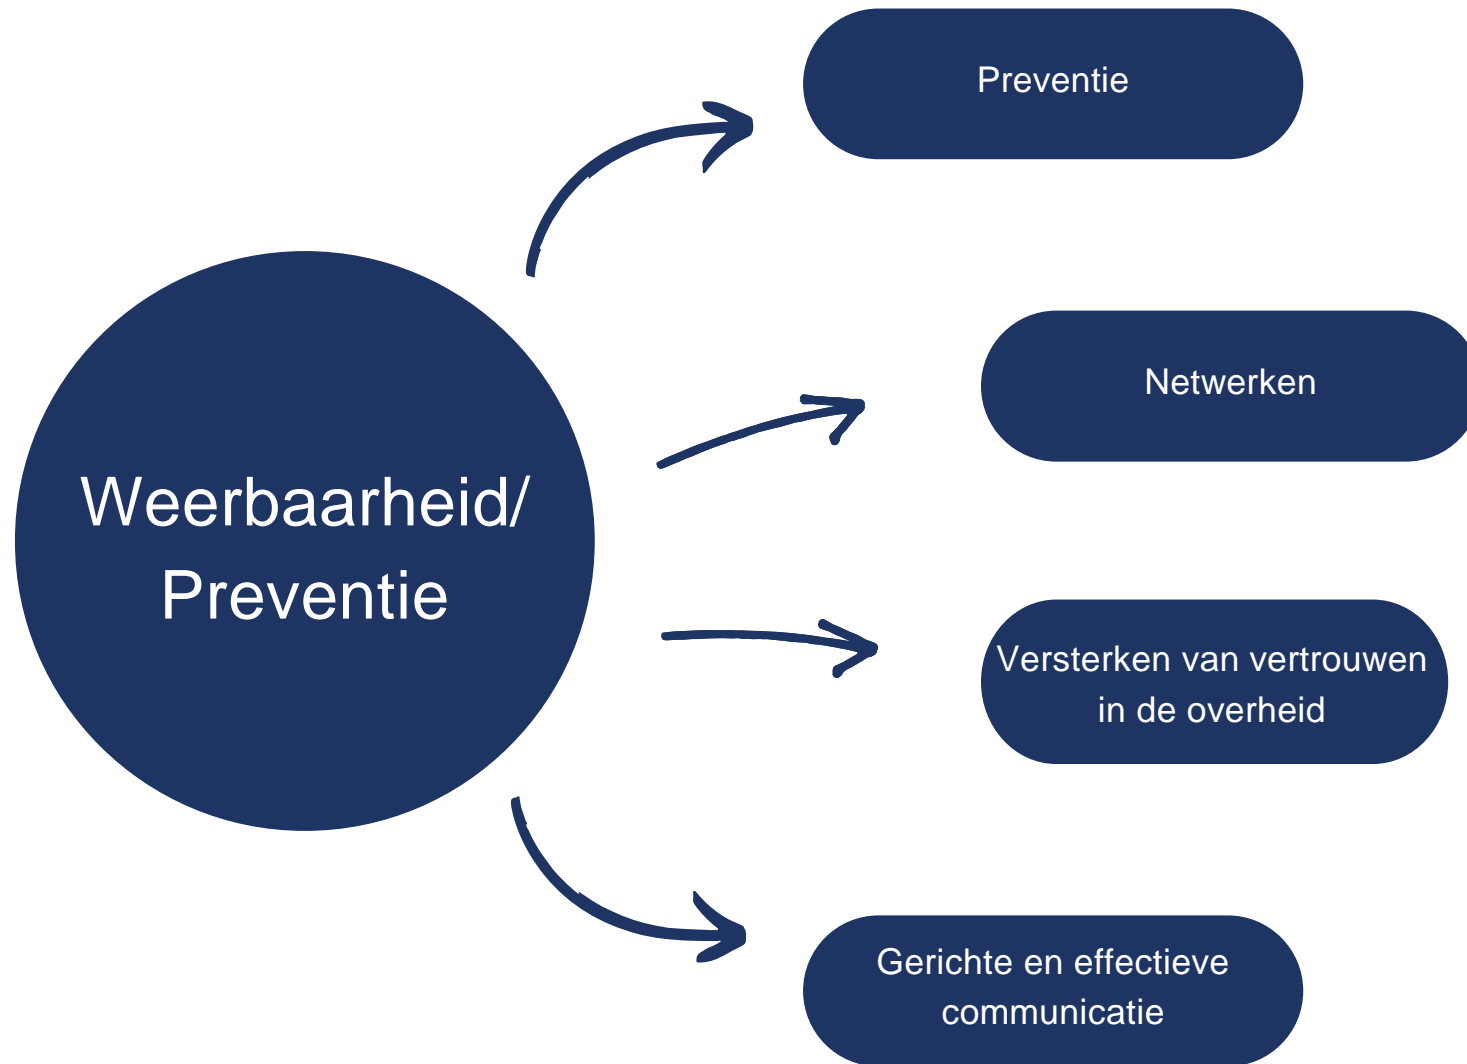 Preventie
Netwerken
Weerbaarheid/
Preventie
Versterken van vertrouwen
in de overheid
Gerichte en effectieve
communicatie